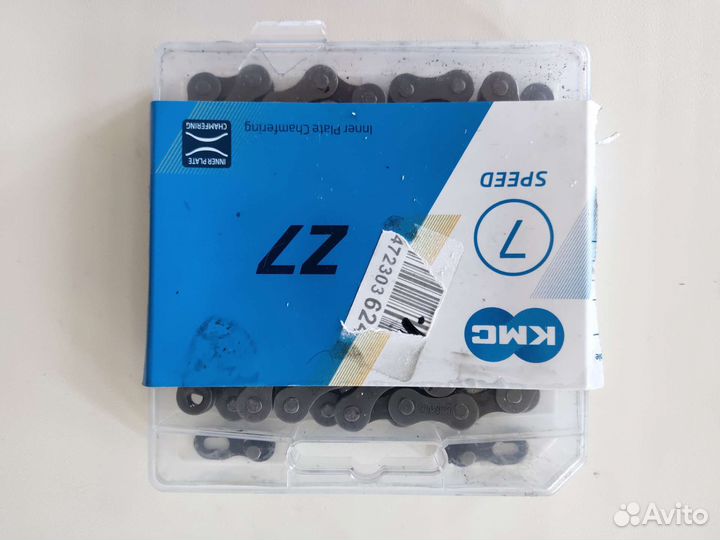 KMC
7
SPEED
Z7
Inner Plate Chamfering
INNER PLATE
CHAMFERING
472303 624
Avito